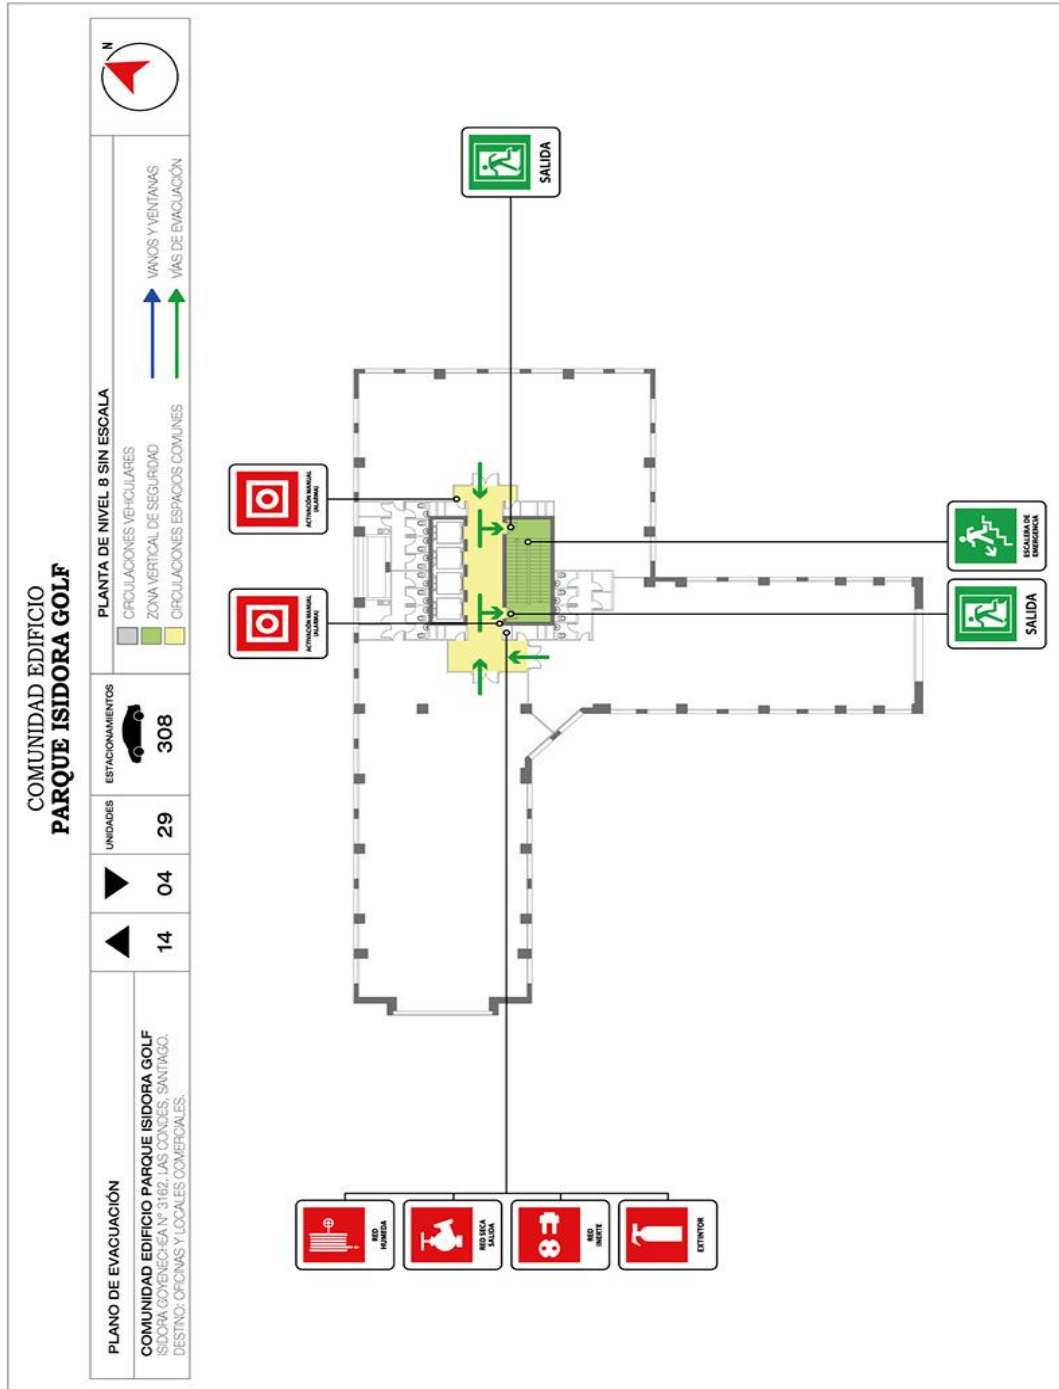 COMUNIDAD EDIFICIO
PARQUE ISIDORA GOLF
PLANO DE EVACUACIÓN
COMUNIDAD EDIFICIO PARQUE ISIDORA GOLF
ISIDORA GOYENECHEA Nº 3162, LAS CONDES, SANTIAGO.
DESTINO: OFICINAS Y LOCALES COMERCIALES.
14
04
UNIDADES
29
ESTACIONAMIENTOS
308
PLANTA DE NIVEL 8 SIN ESCALA
CIRCULACIONES VEHICULARES
ZONA VERTICAL DE SEGURIDAD
CIRCULACIONES ESPACIOS COMUNES
VANOS Y VENTANAS
VÍAS DE EVACUACIÓN
N
ACTIVACIÓN MANUAL
(ALARMA)
ACTIVACIÓN MANUAL
(ALARMA)
SALIDA
RED
HUMEDA
RED SECA
SALIDA
RED
INERTE
EXTINTOR
SALIDA
ESCALERA DE
EMERGENCIA